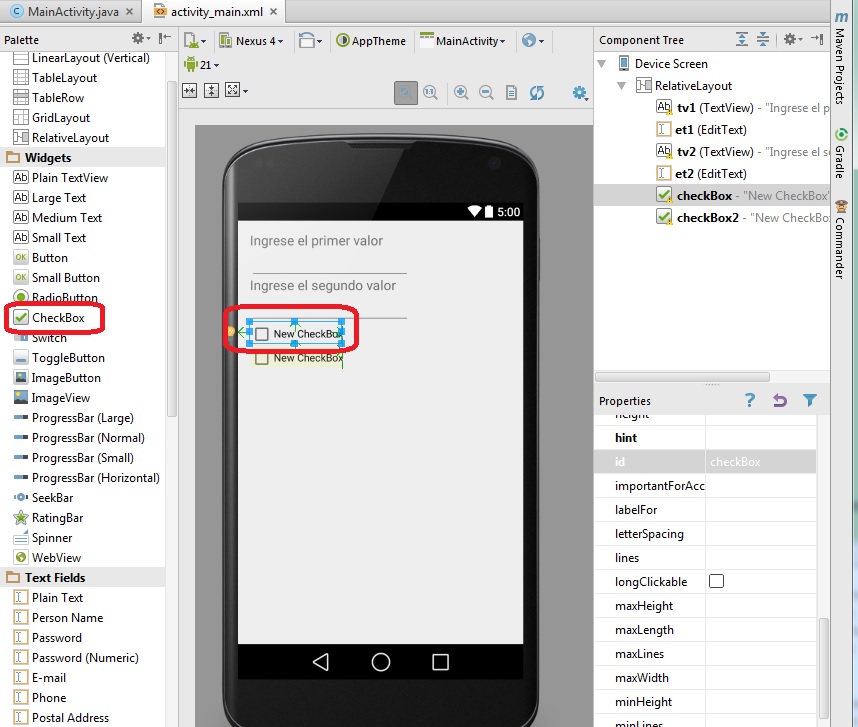 MainActivity.java
activity_main.xml
Palette
LinearLayout (Vertical)
TableLayout
TableRow
GridLayout
RelativeLayout
Widgets
Plain TextView
Large Text
Medium Text
Small Text
OK Button
OK Small Button
RadioButton
CheckBox
Switch
ToggleButton
ImageButton
ImageView
ProgressBar (Large)
ProgressBar (Normal)
ProgressBar (Small)
ProgressBar (Horizontal)
SeekBar
RatingBar
Spinner
WebView
Text Fields
Plain Text
Person Name
Password
Password (Numeric)
E-mail
Phone
Postal Address
Nexus 4
AppTheme
MainActivity
21
5:00
Ingrese el primer valor
Ingrese el segundo valor
New CheckBox
New CheckBox
Component Tree
Device Screen
RelativeLayout
Ab tv1 (TextView) - "Ingrese el p
et1 (EditText)
Ab tv2 (TextView) - "Ingrese el s
et2 (EditText)
checkBox - "New CheckBox"
checkBox2 - "New CheckBo
Properties
?
height
hint
id checkBox
importantForAcc
labelFor
letterSpacing
lines
longClickable
maxHeight
maxLength
maxLines
maxWidth
minHeight
minLines
m
Maven Projects
Gradle
Commander